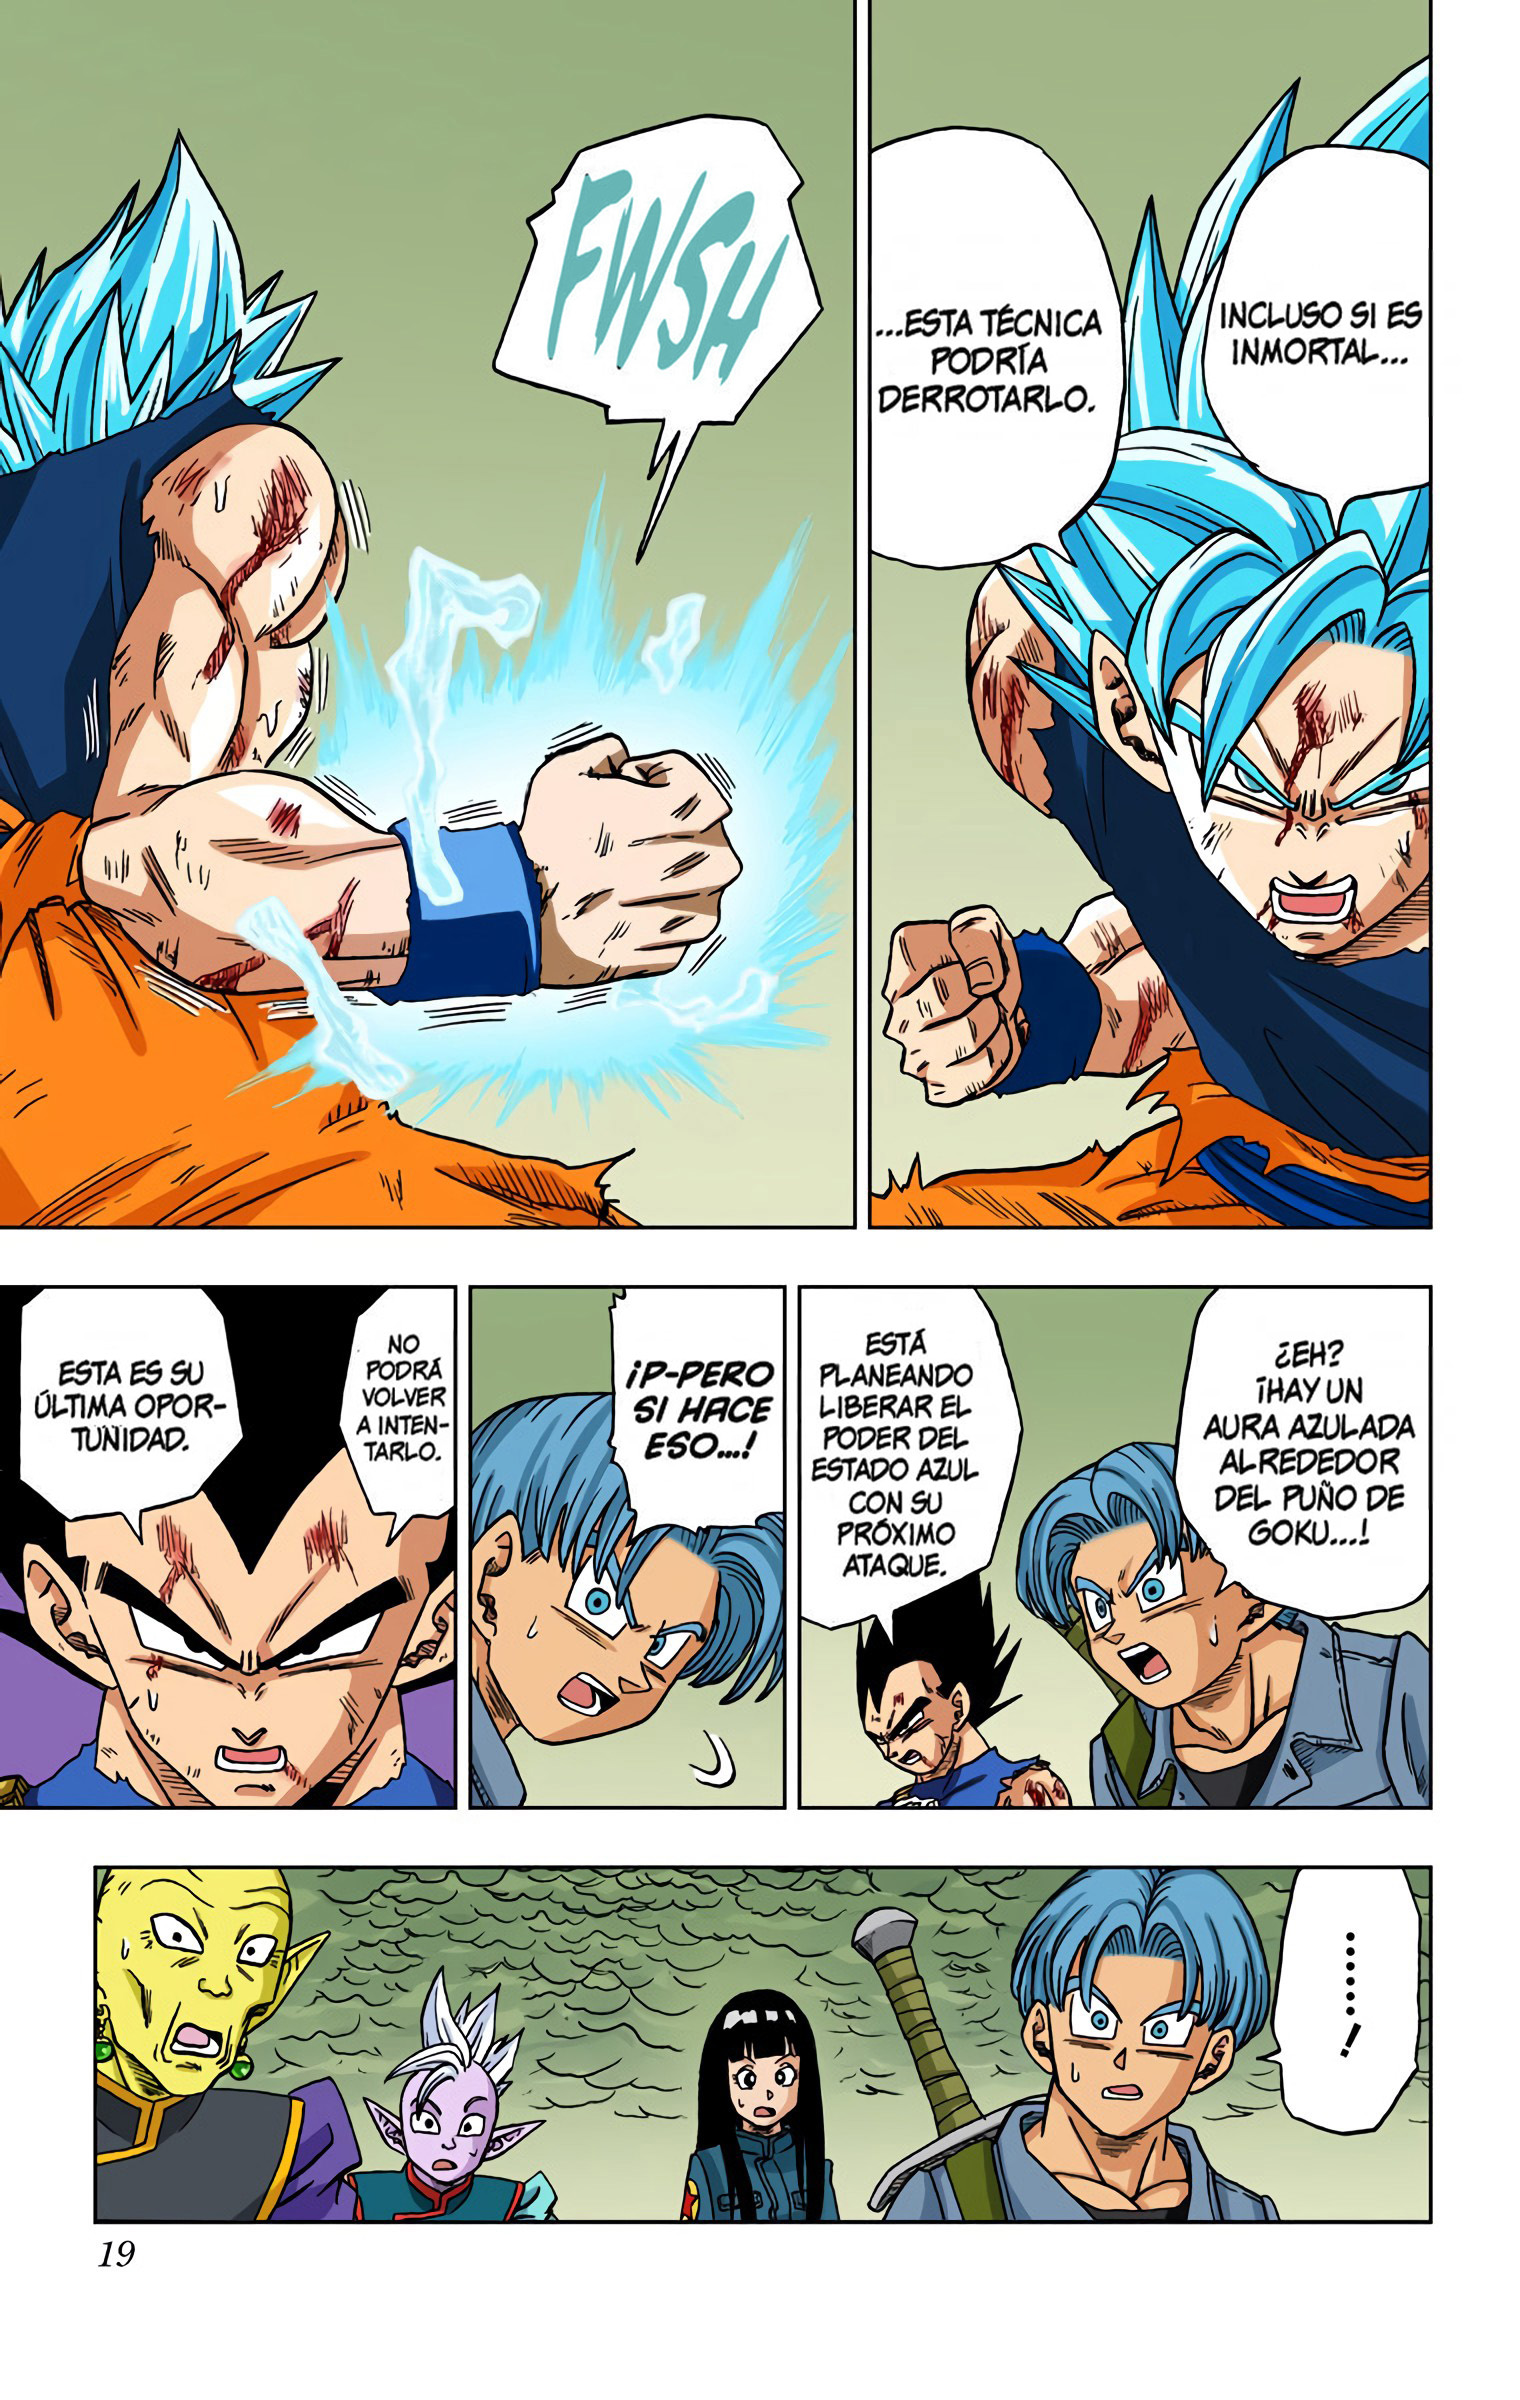 INCLUSO SI ES
INMORTAL...
...ESTA TÉCNICA
PODRÍA
DERROTARLO.
FWSH
¿EH?
¡HAY UN
AURA AZULADA
ALREDEDOR
DEL PUÑO DE
GOKU...!
ESTÁ
PLANEANDO
LIBERAR EL
PODER DEL
ESTADO AZUL
CON SU
PRÓXIMO
ATAQUE.
¡P-PERO
SI HACE
ESO...!
NO
PODRÁ
VOLVER
A INTEN-
TARLO.
ESTA ES SU
ÚLTIMA OPOR-
TUNIDAD.
......!
19